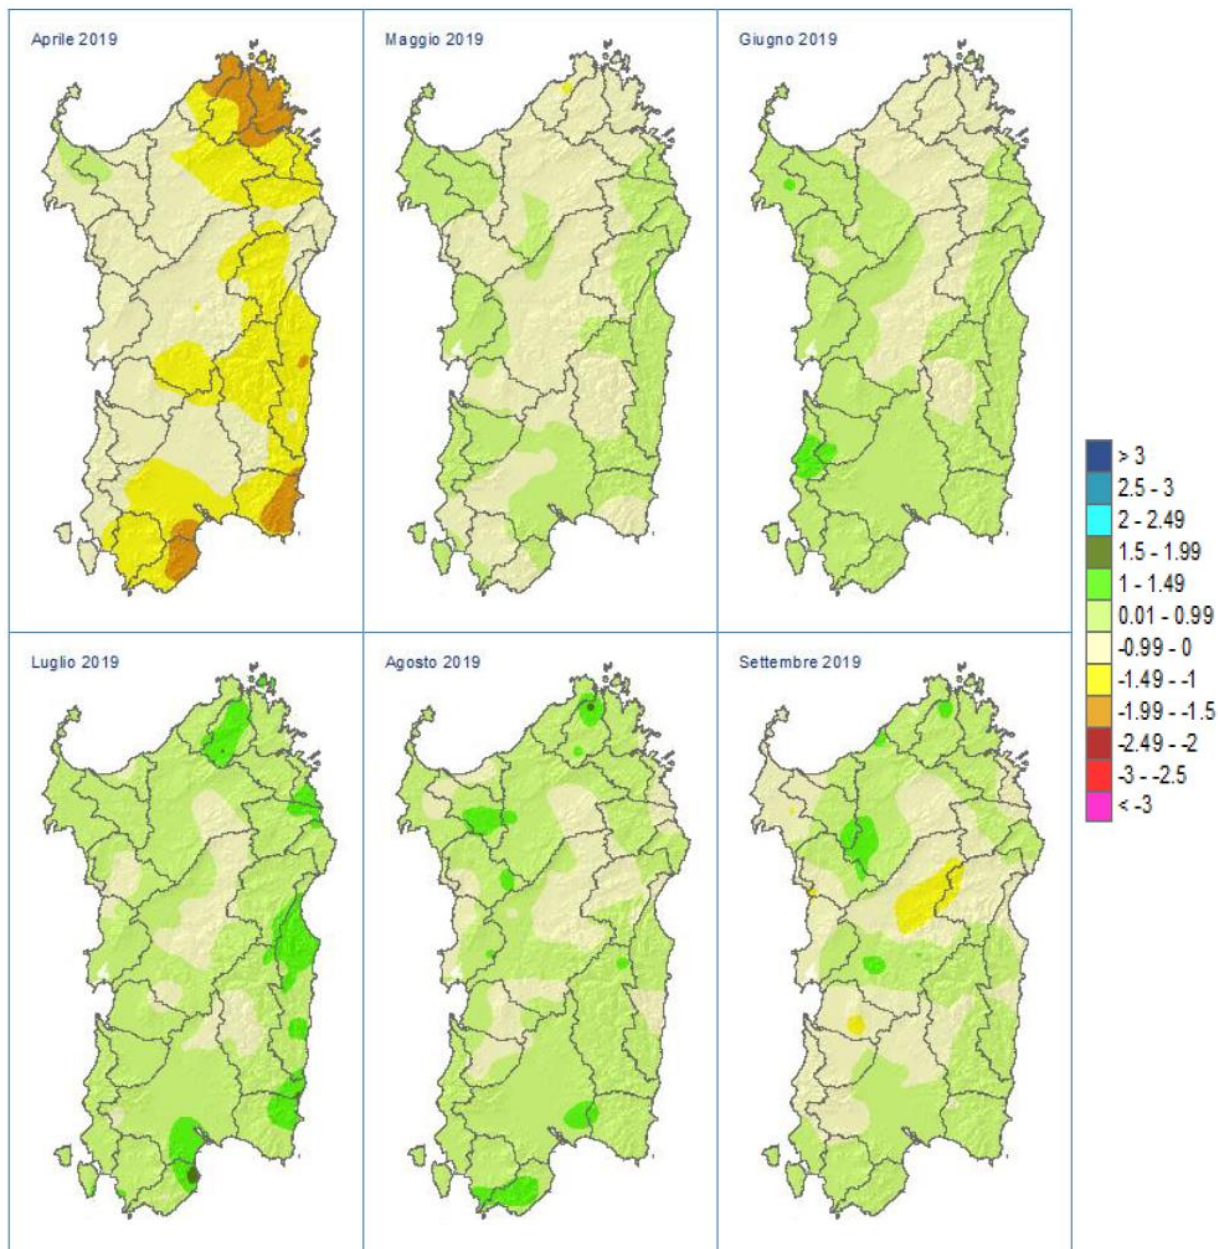 Aprile 2019
Maggio 2019
Giugno 2019
> 3
2.5 - 3
2 - 2.49
1.5 - 1.99
1 - 1.49
0.01 - 0.99
-0.99 - 0
-1.49 - -1
-1.99 - -1.5
-2.49 - -2
-3 - -2.5
< -3
Luglio 2019
Agosto 2019
Settembre 2019